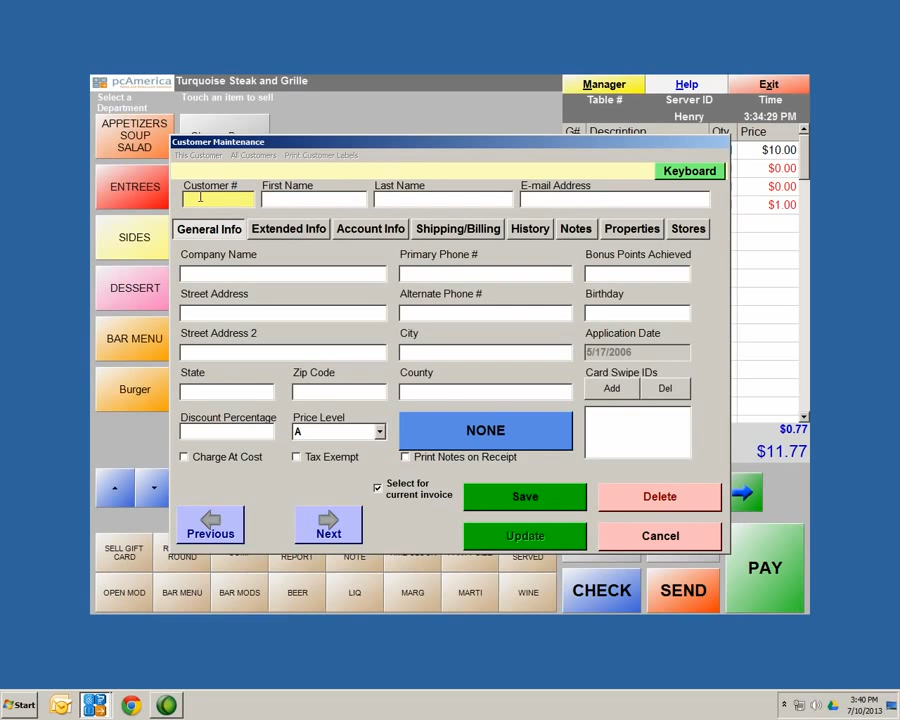 pcAmerica Turquoise Steak and Grille
Manager Help Exit
Select a Department
Touch an item to sell
Table # Server ID Time
Henry 3:34:29 PM
G# Description Qty Price
APPETIZERS
SOUP
SALAD
ENTREES
SIDES
DESSERT
BAR MENU
Burger
$10.00
$0.00
$0.00
$1.00
$0.77
$11.77
Customer Maintenance
This Customer All Customers Print Customer Labels
Keyboard
Customer # First Name Last Name E-mail Address
General Info Extended Info Account Info Shipping/Billing History Notes Properties Stores
Company Name Primary Phone # Bonus Points Achieved
Street Address Alternate Phone # Birthday
Street Address 2 City Application Date
5/17/2006
State Zip Code County Card Swipe IDs
Add Del
Discount Percentage Price Level
A
NONE
Charge At Cost Tax Exempt Print Notes on Receipt
Select for
current invoice
Save Delete
Previous Next Update Cancel
SELL GIFT
CARD
ROUND
REPORT
NOTE
SERVED
OPEN MOD BAR MENU BAR MODS BEER LIQ MARG MARTI WINE
CHECK SEND PAY
Start
3:40 PM
7/10/2013